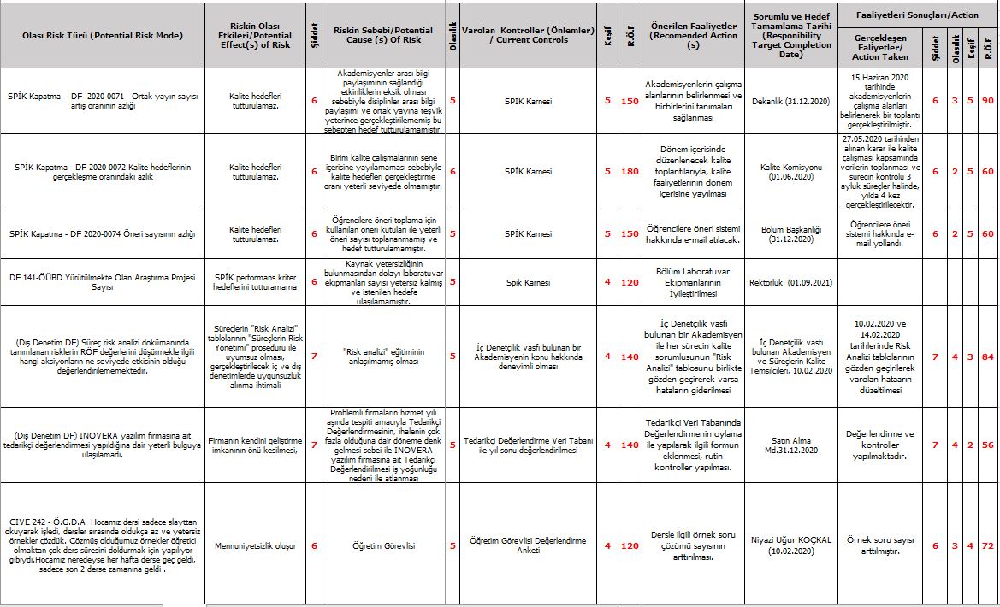 Olası Risk Türü (Potential Risk Mode)
Riskin Olası
Etkileri/Potential
Effect(s) of Risk
Şiddet
Riskin Sebebi/Potential
Cause (s) Of Risk
Olasılık
Varolan Kontroller (Önlemler)
/ Current Controls
Keşif
R.Ö.F
Önerilen Faaliyetler
(Recomended Action
(s)
Sorumlu ve Hedef
Tamamlama Tarihi
(Responibility
Target Completion
Date)
Faaliyetleri Sonuçları/Action
Gerçekleşen
Faliyetler/
Action Taken
Şiddet
Olasılık
Keşif
R.Ö.F
SPİK Kapatma - DF- 2020-0071 Ortak yayın sayısı
artış oranının azlığı
Kalite hedefleri
tutturulamaz.
6
Akademisyenler arası bilgi
paylaşımının sağlandığı
etkinliklerin eksik olması
sebebiyle disiplinler arası bilgi
paylaşımı ve ortak yayına teşvik
yeterince gerçekleştirilememiş bu
sebepten hedef tutturulamamıştır.
5
SPİK Karnesi
5
150
Akademisyenlerin çalışma
alanlarının belirlenmesi ve
birbirlerini tanımaları
sağlanması
Dekanlık (31.12.2020)
15 Haziran 2020
tarihinde
akademisyenlerin
çalışma alanları
belirlenerek bir toplantı
gerçekleştirilmiştir.
6
3
5
90
SPİK Kapatma - DF 2020-0072 Kalite hedeflerinin
gerçekleşme oranındaki azlık
Kalite hedefleri
tutturulamaz.
6
Birim kalite çalışmalarının sene
içerisine yayılamaması sebebiyle
kalite hedefleri gerçekleştirme
oranı yeterli seviyede olmamıştır.
6
SPİK Karnesi
5
180
Dönem içerisinde
düzenlenecek kalite
toplantılarıyla, kalite
faaliyetlerinin dönem
içerisine yayılması
Kalite Komisyonu
(01.06.2020)
27.05.2020 tarihinden
alınan karar ile kalite
çalışması kapsamında
verilerin toplanması ve
sürecin kontrolü 3
ayluk süreçler halinde,
yılda 4 kez
gerçekleştirilecektir.
6
2
5
60
SPİK Kapatma - DF 2020-0074 Öneri sayısının azlığı
Kalite hedefleri
tutturulamaz.
6
Öğrencilere öneri toplama için
kullanılan öneri kutuları ile yeterli
öneri sayısı toplananmamış ve
hedef tutturulamamıştır.
5
SPİK Karnesi
5
150
Öğrencilere öneri sistemi
hakkında e-mail atılacak.
Bölüm Başkanlığı
(31.12.2020)
Öğrencilere öneri
sistemi hakkında e-
mail yollandı.
6
2
5
60
DF 141-ÖÜBD Yürütülmekte Olan Araştırma Projesi
Sayısı
SPİK performans kriter
hedeflerini tutturamama
6
Kaynak yetersizliğinin
bulunmasından dolayı laboratuvar
ekipmanları sayısı yetersiz kalmış
ve istenilen hedefe
ulaşılamamıştır.
5
Spik Karnesi
4
120
Bölüm Laboratuvar
Ekipmanlarının
İyileştirilmesi
Rektörlük (01.09.2021)
(Dış Denetim DF) Süreç risk analizi dokümanında
tanımlanan risklerin RÖF değerlerini düşürmekle ilgili
hangi aksiyonların ne seviyede etkisinin olduğu
değerlendirilememektedir.
Süreçlerin "Risk Analizi"
tablolarının "Süreçlerin Risk
Yönetimi" prosedürü ile
uyumsuz olması,
gerçekleştirilecek iç ve dış
denetimlerde uygunsuzluk
alınma ihtimali
7
"Risk analizi" eğitiminin
anlaşılmamış olması
5
İç Denetçilik vasfı bulunan bir
Akademisyenin konu hakkında
deneyimli olması
4
140
İç Denetçilik vasfı
bulunan bir Akademisyen
ile her sürecin kalite
sorumlusunun "Risk
Analizi" tablosunu birlikte
gözden geçirerek varsa
hataların giderilmesi
İç Denetçilik vasfı
bulunan Akademisyen
ve Süreçlerin Kalite
Temsilcileri, 10.02.2020
10.02.2020 ve
14.02.2020
tarihlerinde Risk
Analizi tablolarının
gözden geçirilerek
varolan hataarın
düzeltilmesi
7
4
3
84
(Dış Denetim DF) INOVERA yazılım firmasına ait
tedarikçi değerlendirmesi yapıldığına dair yeterli bulguya
ulaşılamadı.
Firmanın kendini geliştirme
imkanının önü kesilmesi,
7
Problemli firmaların hizmet yılı
aşında tespiti amacıyla Tedarikçi
Değerlendirmesinin, ihalenin çok
fazla olduğuna dair döneme denk
gelmesi sebei ile INOVERA
yazılım firmasına ait Tedarikçi
Değerlendirilmesi iş yoğunluğu
nedeni ile atlanması
5
Tedarikçi Değerlendirme Veri Tabanı
ile yıl sonu değerlendirilmesi
4
140
Tedarikçi Veri Tabanında
Değerlendirmenin oylama
ile yapılarak ilgili formun
eklenmesi, rutin
kontroller yapılması.
Satın Alma
Md.31.12.2020
Değerlendirme ve
kontroller
yapılmaktadır.
7
4
2
56
CIVE 242 - Ö.G.D.A Hocamız dersi sadece slayttan
okuyarak işledi, dersler sırasında oldukça az ve yetersiz
örnekler çözdük. Çözmüş olduğumuz örnekler öğretici
olmaktan çok ders süresini doldurmak için yapılıyor
gibiydi.Hocamız neredeyse her hafta derse geç geldi,
sadece son 2 derse zamanına geldi .
Mennuniyetsizlik oluşur
6
Öğretim Görevlisi
5
Öğretim Görevlisi Değerlendirme
Anketi
4
120
Dersle ilgili örnek soru
çözümü sayısının
arttırılması.
Niyazi Uğur KOÇKAL
(10.02.2020)
Örnek soru sayısı
arttılmıştır.
6
3
4
72